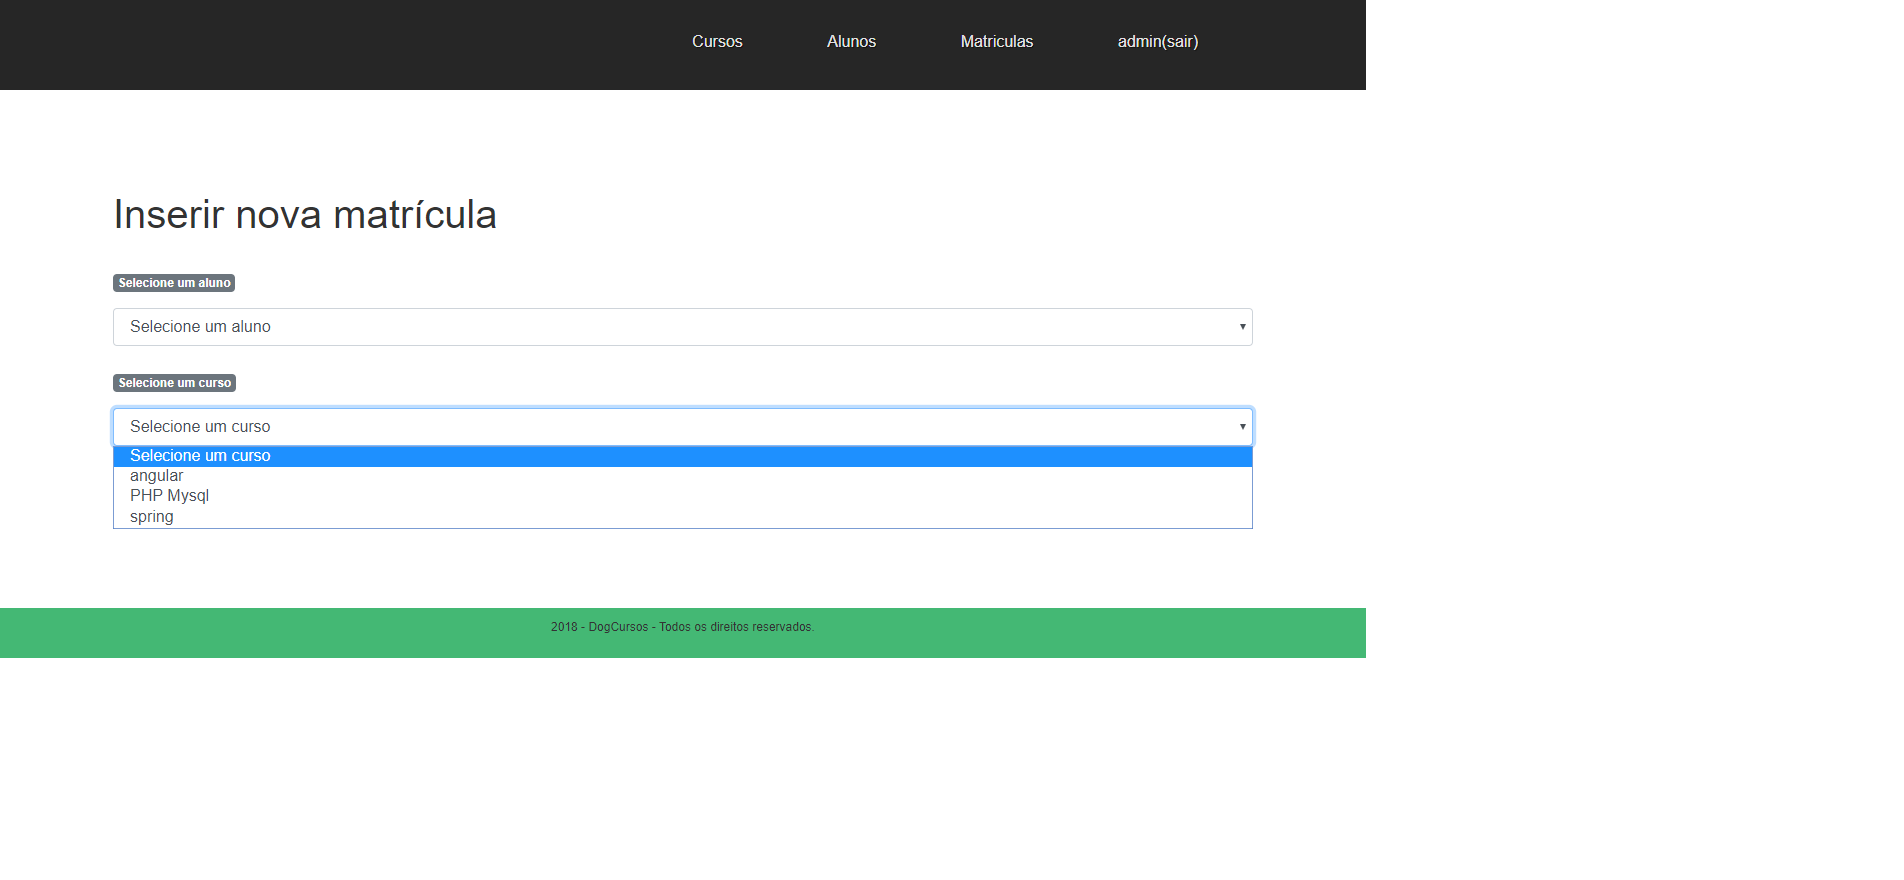 Cursos Alunos Matriculas admin(sair)
Inserir nova matrícula
Selecione um aluno
Selecione um aluno
Selecione um curso
Selecione um curso
Selecione um curso
angular
PHP Mysql
spring
2018 - DogCursos - Todos os direitos reservados.